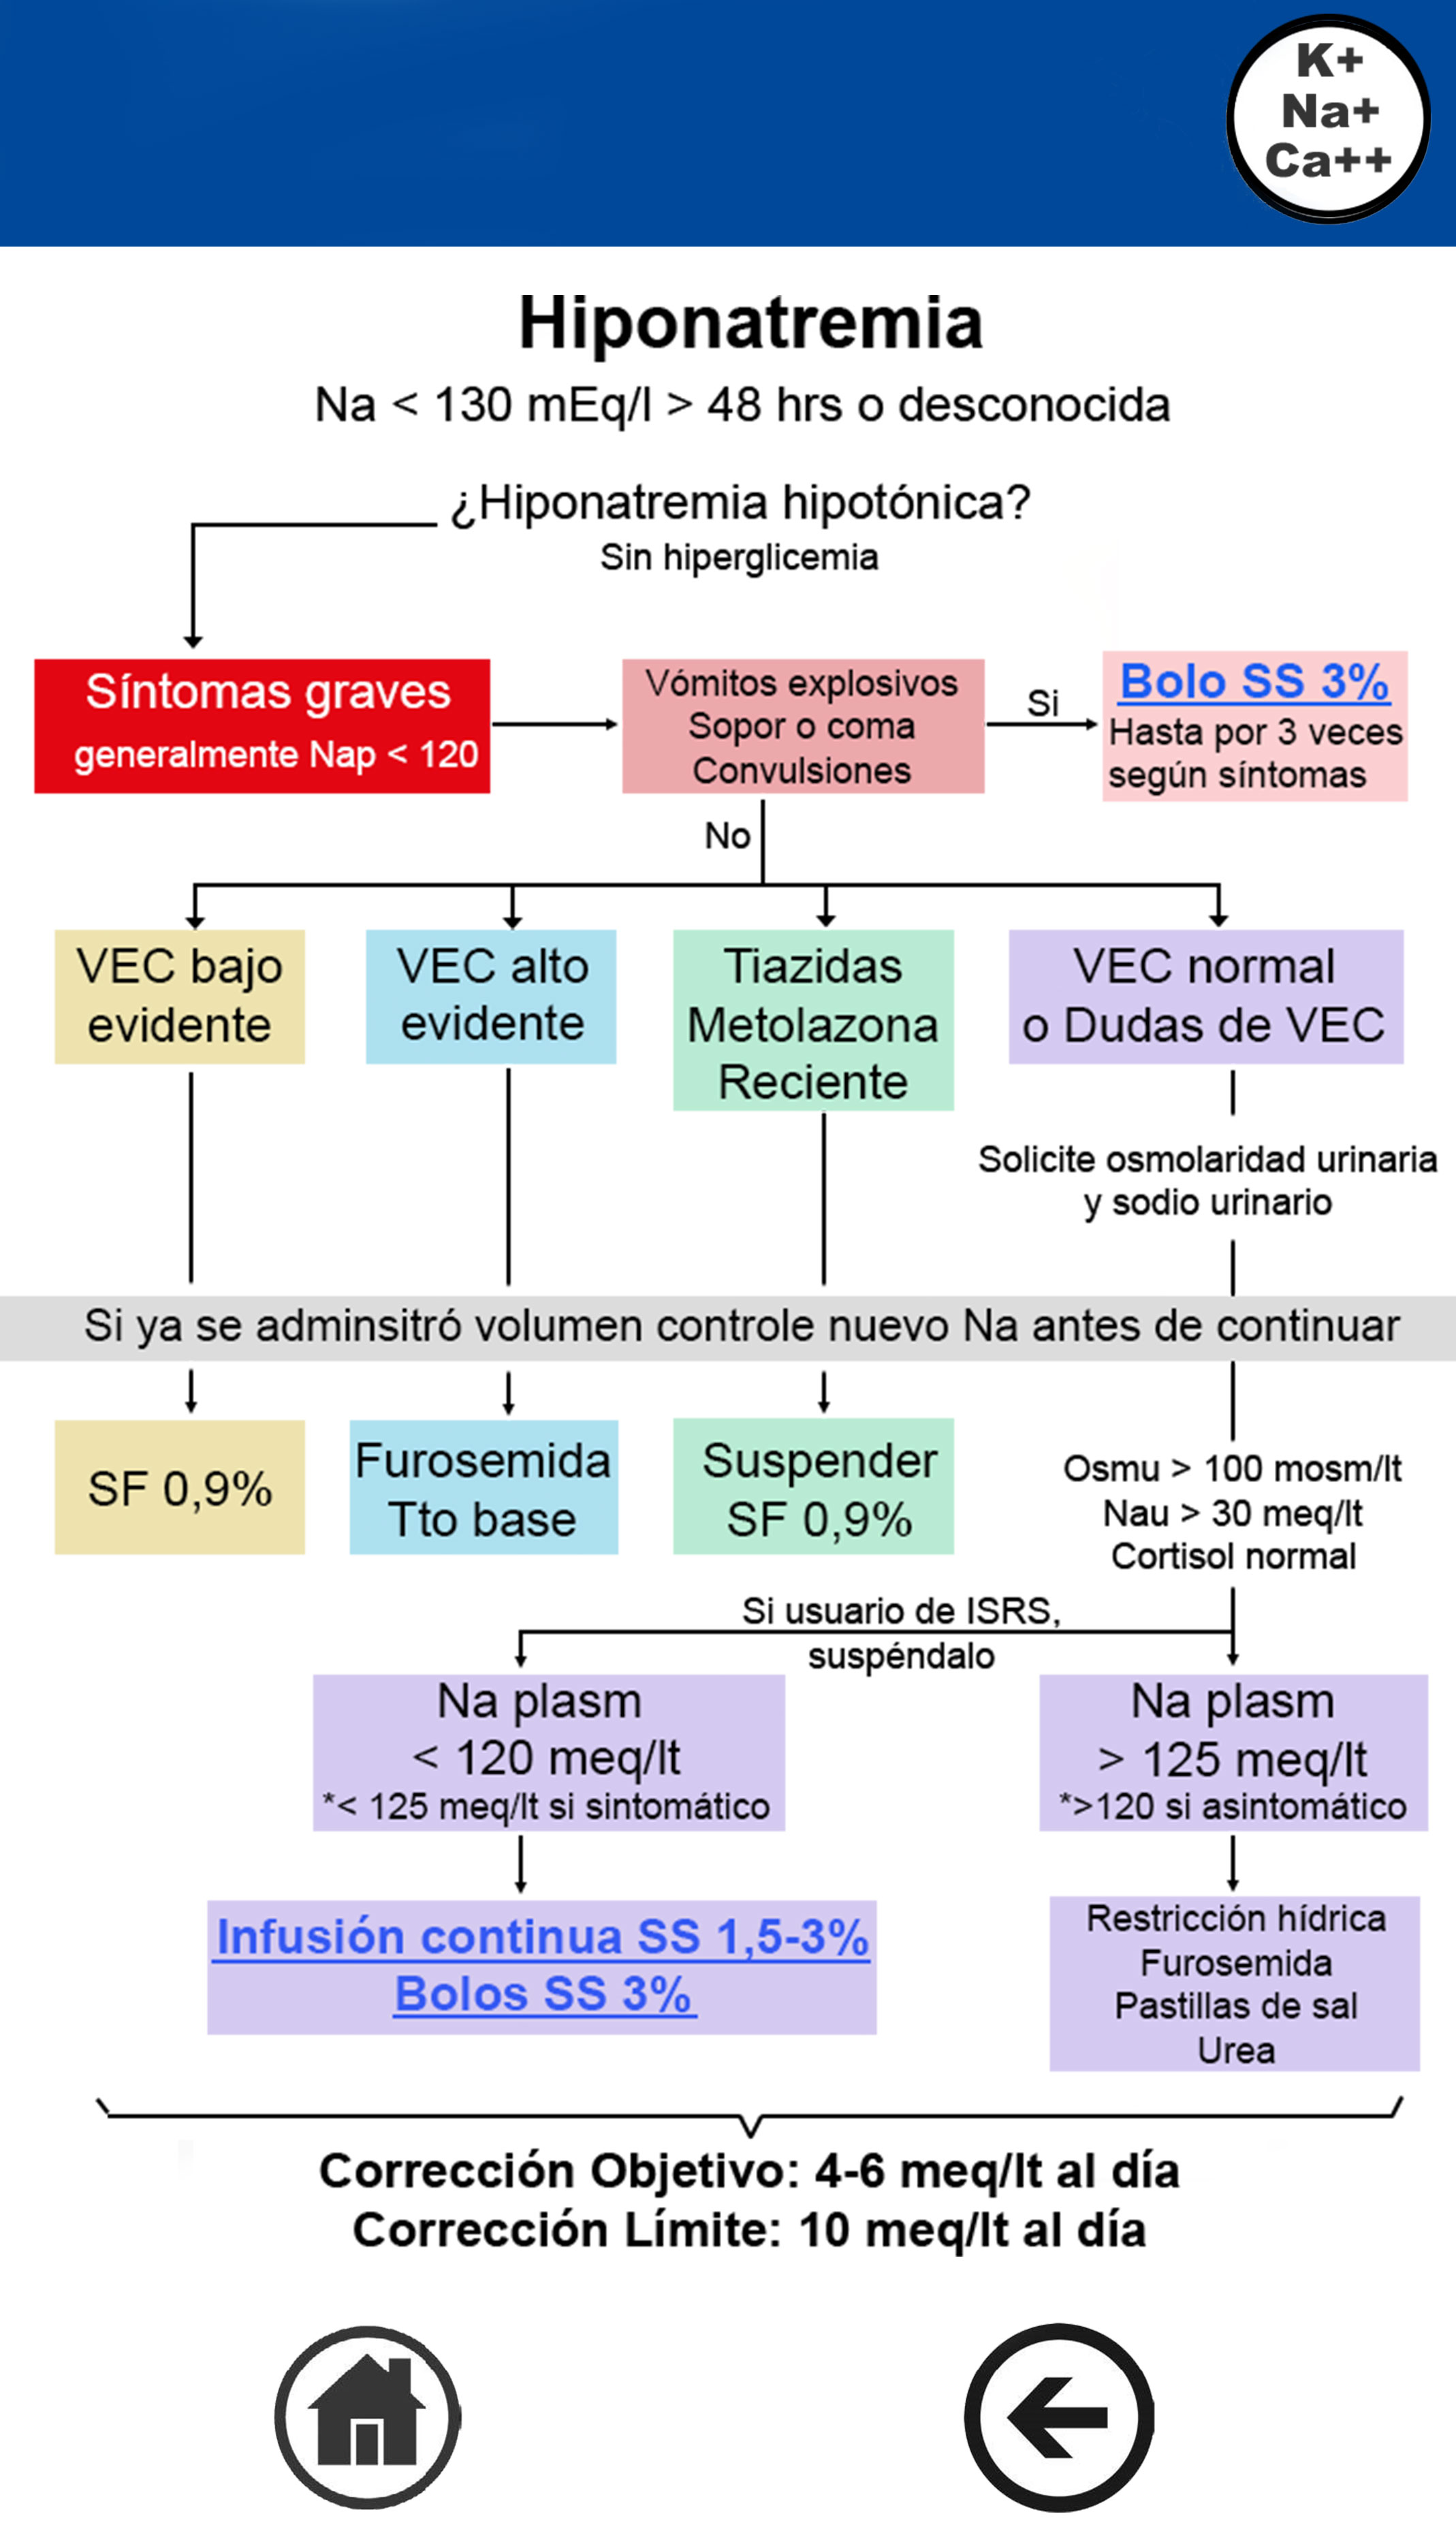 K+
Na+
Ca++
Hiponatremia
Na < 130 mEq/l > 48 hrs o desconocida
¿Hiponatremia hipotónica?
Sin hiperglicemia
Síntomas graves
generalmente Nap < 120
Vómitos explosivos
Sopor o coma
Convulsiones
Si
Bolo SS 3%
Hasta por 3 veces
según síntomas
No
VEC bajo
evidente
VEC alto
evidente
Tiazidas
Metolazona
Reciente
VEC normal
o Dudas de VEC
Solicite osmolaridad urinaria
y sodio urinario
Si ya se adminsitró volumen controle nuevo Na antes de continuar
SF 0,9%
Furosemida
Tto base
Suspender
SF 0,9%
Osmu > 100 mosm/lt
Nau > 30 meq/lt
Cortisol normal
Si usuario de ISRS,
suspéndalo
Na plasm
< 120 meq/lt
*< 125 meq/lt si sintomático
Na plasm
> 125 meq/lt
*>120 si asintomático
Infusión continua SS 1,5-3%
Bolos SS 3%
Restricción hídrica
Furosemida
Pastillas de sal
Urea
Corrección Objetivo: 4-6 meq/lt al día
Corrección Límite: 10 meq/lt al día